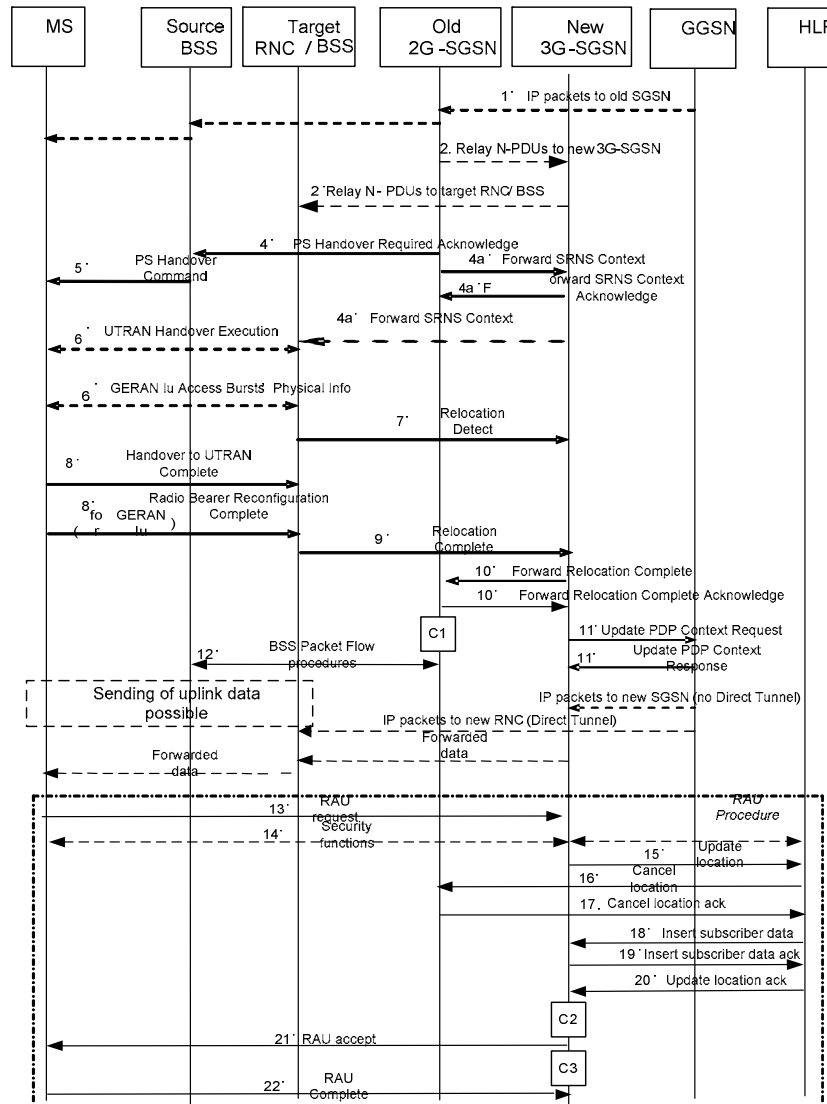 MS
Source
BSS
Target
RNC / BSS
Old
2G -SGSN
New
3G-SGSN
GGSN
HLR
1. IP packets to old SGSN
2. Relay N-PDUs to new 3G-SGSN
2. Relay N- PDUs to target RNC/ BSS
4. PS Handover Required Acknowledge
5. PS Handover
Command
4a. Forward SRNS Context
4a. F orward SRNS Context
Acknowledge
4a. Forward SRNS Context
6. UTRAN Handover Execution
6. GERAN Iu Access Bursts. Physical Info
7. Relocation
Detect
8. Handover to UTRAN
Complete
8. Radio Bearer Reconfiguration
Complete
( fo r GERAN Iu )
9. Relocation
Complete
10. Forward Relocation Complete
10. Forward Relocation Complete Acknowledge
C1
11. Update PDP Context Request
11. Update PDP Context
Response
12. BSS Packet Flow
procedures
Sending of uplink data
possible
IP packets to new SGSN (no Direct Tunnel)
IP packets to new RNC (Direct Tunnel)
Forwarded
data
Forwarded
data
13. RAU
request
RAU
Procedure
14. Security
functions
15. Update
location
16. Cancel
location
17. Cancel location ack
18. Insert subscriber data
19. Insert subscriber data ack
20. Update location ack
C2
21. RAU accept
C3
22. RAU
Complete